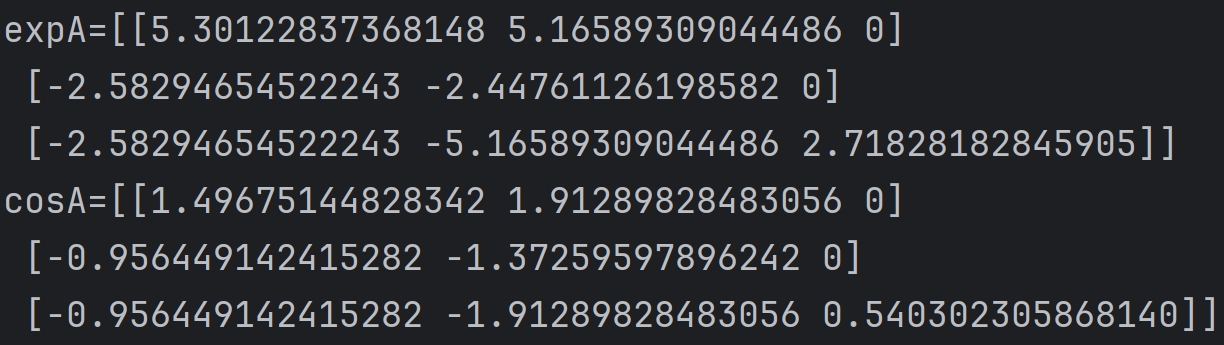 expA=[[5.30122837368148 5.16589309044486 0]
[-2.58294654522243 -2.44761126198582 0]
[-2.58294654522243 -5.16589309044486 2.71828182845905]]
cosA=[[1.49675144828342 1.91289828483056 0]
[-0.956449142415282 -1.37259597896242 0]
[-0.956449142415282 -1.91289828483056 0.540302305868140]]